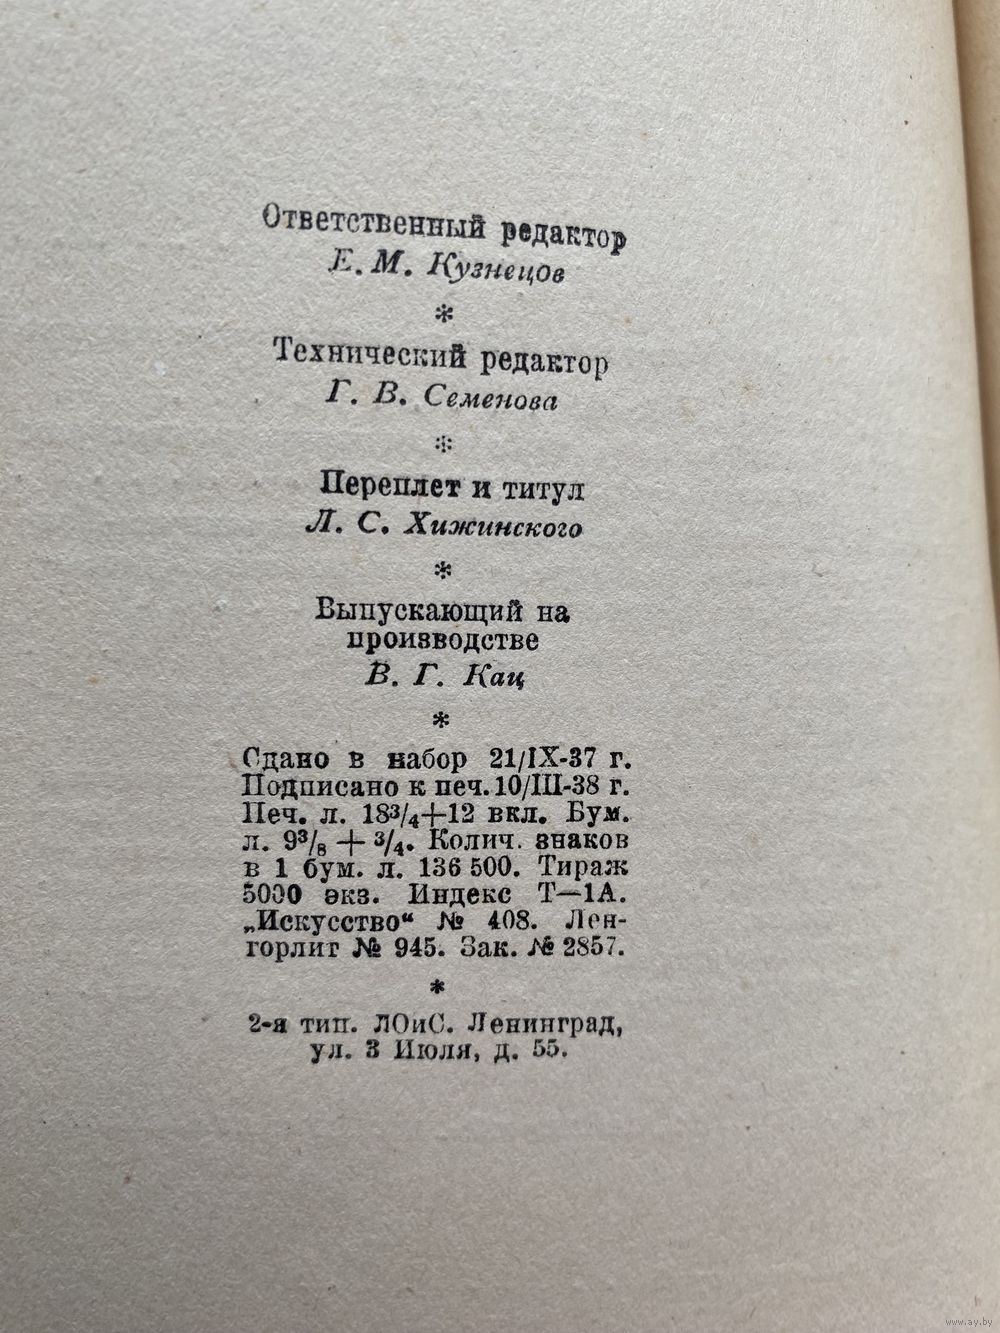 Ответственный редактор
Е. М. Кузнецов
*
Технический редактор
Г. В. Семенова
*
Переплет и титул
Л. С. Хижинского
*
Выпускающий на
производстве
В. Г. Кац
*
Сдано в набор 21/IX-37 г.
Подписано к печ. 10/III-38 г.
Печ. л. 18³/₄+12 вкл. Бум.
л. 9³/₈ + ³/₄. Колич. знаков
в 1 бум. л. 136 500. Тираж
5000 экз. Индекс Т—1А.
„Искусство“ № 408. Лен-
горлит № 945. Зак. № 2857.
*
2-я тип. ЛОиС. Ленинград,
ул. 3 Июля, д. 55.
www.ay.by